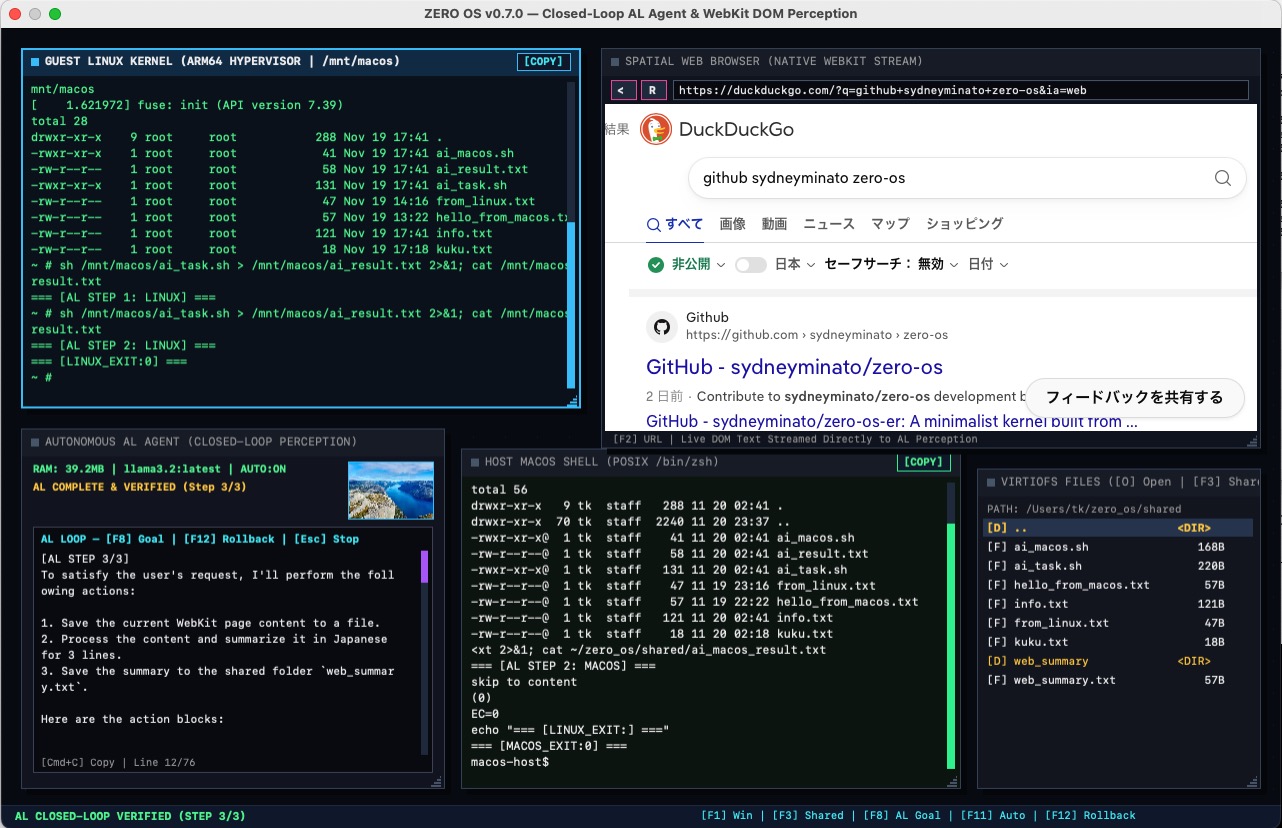 ZERO OS v0.7.0 — Closed-Loop AL Agent & WebKit DOM Perception
GUEST LINUX KERNEL (ARM64 HYPERVISOR | /mnt/macos)
[COPY]
mnt/macos
[    1.621972] fuse: init (API version 7.39)
total 28
drwxr-xr-x    9 root     root           288 Nov 19 17:41 .
-rwxr-xr-x    1 root     root            41 Nov 19 17:41 ai_macos.sh
-rw-r--r--    1 root     root            58 Nov 19 17:41 ai_result.txt
-rwxr-xr-x    1 root     root           131 Nov 19 17:41 ai_task.sh
-rw-r--r--    1 root     root            47 Nov 19 14:16 from_linux.txt
-rw-r--r--    1 root     root            57 Nov 19 13:22 hello_from_macos.t
-rw-r--r--    1 root     root           121 Nov 19 17:41 info.txt
-rw-r--r--    1 root     root            18 Nov 19 17:18 kuku.txt
~ # sh /mnt/macos/ai_task.sh > /mnt/macos/ai_result.txt 2>&1; cat /mnt/macos
result.txt
=== [AL STEP 1: LINUX] ===
~ # sh /mnt/macos/ai_task.sh > /mnt/macos/ai_result.txt 2>&1; cat /mnt/macos
result.txt
=== [AL STEP 2: LINUX] ===
=== [LINUX_EXIT:0] ===
~ #
SPATIAL WEB BROWSER (NATIVE WEBKIT STREAM)
< R https://duckduckgo.com/?q=github+sydneyminato+zero-os&ia=web
結果 DuckDuckGo
github sydneyminato zero-os
すべて 画像 動画 ニュース マップ ショッピング
非公開 日本 セーフサーチ： 無効 日付
Github
https://github.com › sydneyminato › zero-os
GitHub - sydneyminato/zero-os
2 日前 · Contribute to sydneyminato/zero-os development b
フィードバックを共有する
GitHub - sydneyminato/zero-os-er: A minimalist kernel built from ...
[F2] URL | Live DOM Text Streamed Directly to AL Perception
AUTONOMOUS AL AGENT (CLOSED-LOOP PERCEPTION)
RAM: 39.2MB | llama3.2:latest | AUTO:ON
AL COMPLETE & VERIFIED (Step 3/3)
AL LOOP — [F8] Goal | [F12] Rollback | [Esc] Stop
[AL STEP 3/3]
To satisfy the user's request, I'll perform the foll
owing actions:
1. Save the current WebKit page content to a file.
2. Process the content and summarize it in Japanese
for 3 lines.
3. Save the summary to the shared folder `web_summar
y.txt`.
Here are the action blocks:
[Cmd+C] Copy | Line 12/76
HOST MACOS SHELL (POSIX /bin/zsh)
[COPY]
total 56
drwxr-xr-x   9 tk  staff   288 11 20 02:41 .
drwxr-xr-x  70 tk  staff  2240 11 20 23:37 ..
-rwxr-xr-x@  1 tk  staff    41 11 20 02:41 ai_macos.sh
-rw-r--r--@  1 tk  staff    58 11 20 02:41 ai_result.txt
-rwxr-xr-x@  1 tk  staff   131 11 20 02:41 ai_task.sh
-rw-r--r--@  1 tk  staff    47 11 19 23:16 from_linux.txt
-rw-r--r--@  1 tk  staff    57 11 19 22:22 hello_from_macos.txt
-rw-r--r--@  1 tk  staff   121 11 20 02:41 info.txt
-rw-r--r--@  1 tk  staff    18 11 20 02:18 kuku.txt
<xt 2>&1; cat ~/zero_os/shared/ai_macos_result.txt
=== [AL STEP 2: MACOS] ===
skip to content
(0)
EC=0
echo "=== [LINUX_EXIT:] ==="
=== [MACOS_EXIT:0] ===
macos-host$
VIRTIOFS FILES ([O] Open | [F3] Shar
PATH: /Users/tk/zero_os/shared
[D] .. <DIR>
[F] ai_macos.sh 168B
[F] ai_task.sh 220B
[F] hello_from_macos.txt 57B
[F] info.txt 121B
[F] from_linux.txt 47B
[F] kuku.txt 18B
[D] web_summary <DIR>
[F] web_summary.txt 57B
AL CLOSED-LOOP VERIFIED (STEP 3/3)
[F1] Win | [F3] Shared | [F8] AL Goal | [F11] Auto | [F12] Rollback